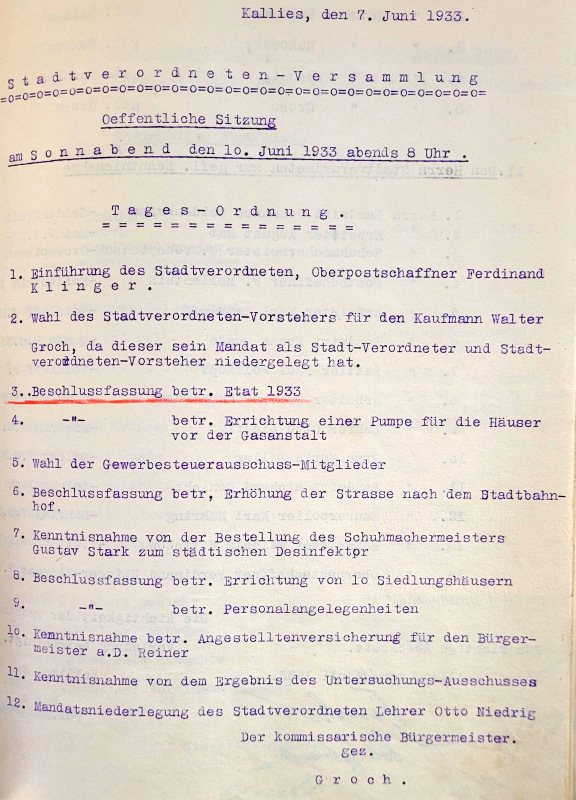 Kallies, den 7. Juni 1933.
Stadtverordneten-Versammlung
=o=o=o=o=o=o=o=o=o=o=o=o=o=o=o=o=o=o=o=o=o=o=o=o=o=
Oeffentliche Sitzung
am Sonnabend den 1o. Juni 1933 abends 8 Uhr .
Tages-Ordnung.
= = = = = = = = = = = = = = =
1. Einführung des Stadtverordneten, Oberpostschaffner Ferdinand
Klinger.
2. Wahl des Stadtverordneten-Vorstehers für den Kaufmann Walter
Groch, da dieser sein Mandat als Stadt-Verordneter und Stadt-
verordneten-Vorsteher niedergelegt hat.
3..Beschlussfassung betr. Etat 1933
4. -"- betr. Errichtung einer Pumpe für die Häuser
vor der Gasanstalt
5. Wahl der Gewerbesteuerausschuss-Mitglieder
6. Beschlussfassung betr, Erhöhung der Strasse nach dem Stadtbahn-
hof.
7. Kenntnisnahme von der Bestellung des Schuhmachermeisters
Gustav Stark zum städtischen Desinfektor
8. Beschlussfassung betr. Errichtung von 1o Siedlungshäusern
9. -"- betr. Personalangelegenheiten
1o. Kenntnisnahme betr. Angestelltenversicherung für den Bürger-
meister a.D. Reiner
11. Kenntnisnahme von dem Ergebnis des Untersuchungs-Ausschusses
12. Mandatsniederlegung des Stadtverordneten Lehrer Otto Niedrig
Der kommissarische Bürgermeister.
gez.
Groch.